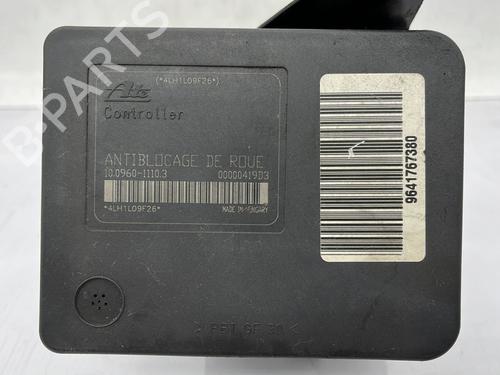 (*4LH1L09F26*)
Ate
Controller
ANTIBLOCAGE DE ROUE
10.0960-1110.3 00000419D3
*4LH1L09F26* MADE IN HUNGARY
9641767380
B-PARTS